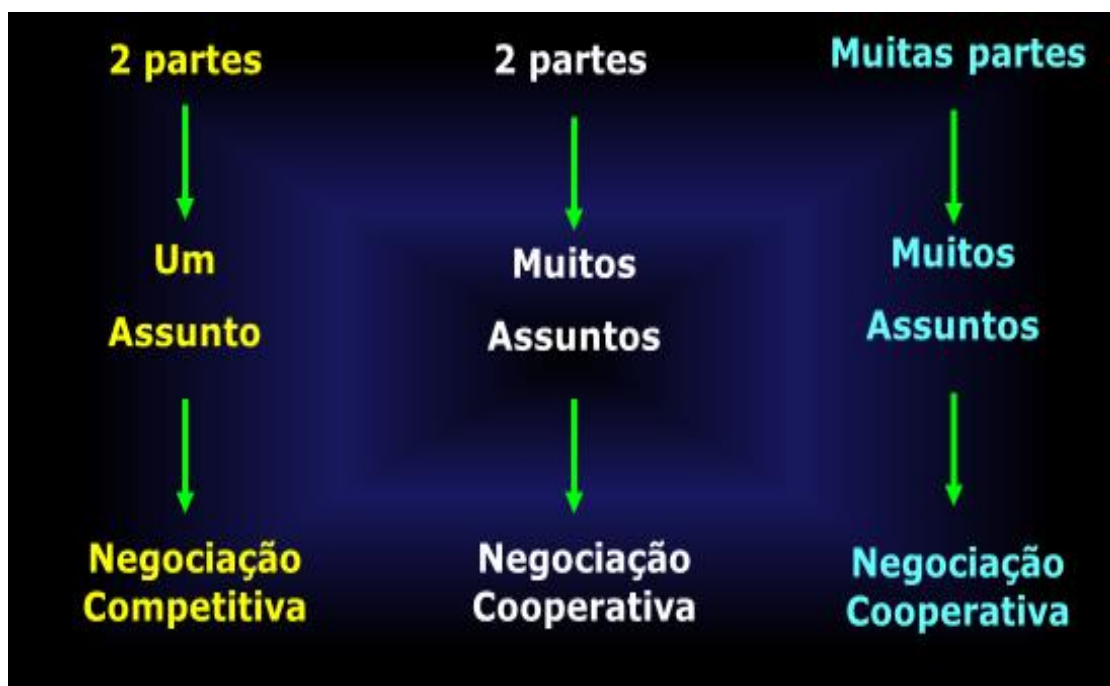 2 partes
Um
Assunto
Negociação
Competitiva
2 partes
Muitos
Assuntos
Negociação
Cooperativa
Muitas partes
Muitos
Assuntos
Negociação
Cooperativa